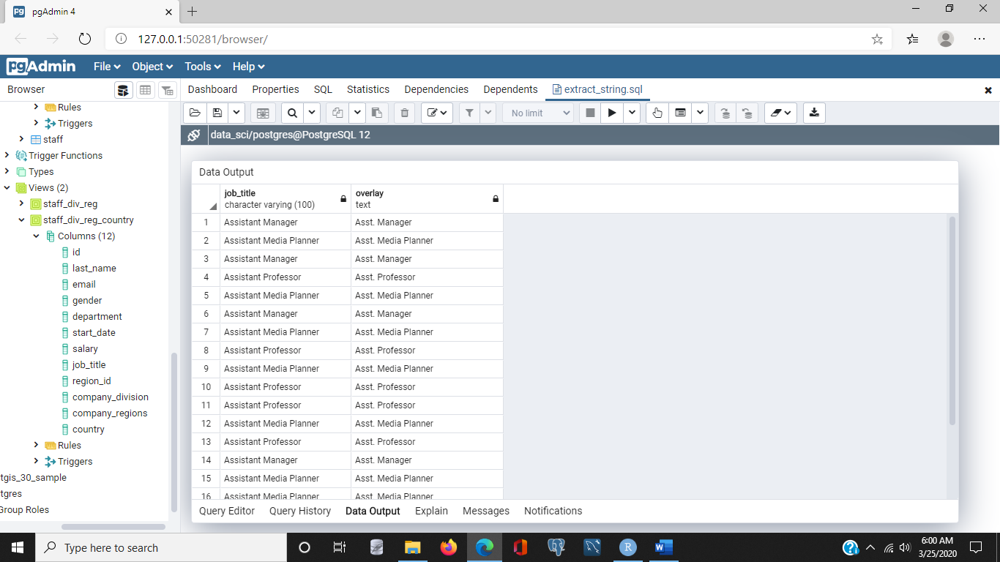 pgAdmin 4
127.0.0.1:50281/browser/
pgAdmin File Object Tools Help
Browser
Dashboard Properties SQL Statistics Dependencies Dependents extract_string.sql
No limit
data_sci/postgres@PostgreSQL 12
Rules
Triggers
staff
Trigger Functions
Types
Views (2)
staff_div_reg
staff_div_reg_country
Columns (12)
id
last_name
email
gender
department
start_date
salary
job_title
region_id
company_division
company_regions
country
Rules
Triggers
tgis_30_sample
tgres
Group Roles
Data Output
job_title overlay
character varying (100) text
1 Assistant Manager Asst. Manager
2 Assistant Media Planner Asst. Media Planner
3 Assistant Manager Asst. Manager
4 Assistant Professor Asst. Professor
5 Assistant Media Planner Asst. Media Planner
6 Assistant Manager Asst. Manager
7 Assistant Media Planner Asst. Media Planner
8 Assistant Professor Asst. Professor
9 Assistant Media Planner Asst. Media Planner
10 Assistant Professor Asst. Professor
11 Assistant Professor Asst. Professor
12 Assistant Media Planner Asst. Media Planner
13 Assistant Professor Asst. Professor
14 Assistant Manager Asst. Manager
15 Assistant Media Planner Asst. Media Planner
16 Assistant Media Planner Asst. Media Planner
Query Editor Query History Data Output Explain Messages Notifications
Type here to search
6:00 AM
3/25/2020